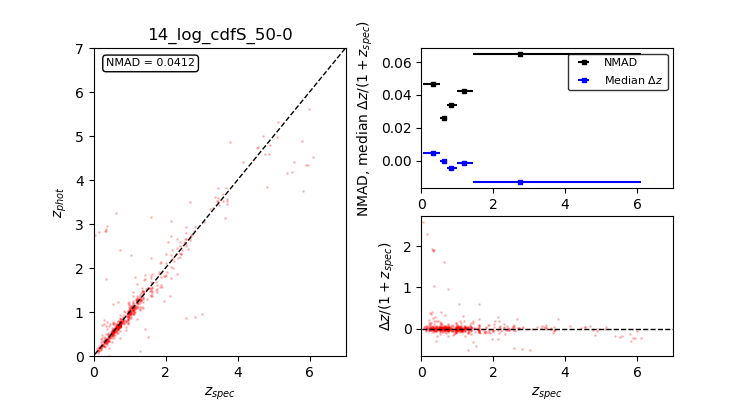 14_log_cdfS_50-0
NMAD = 0.0412
7
6
5
4
3
2
1
0
z_phot
0 2 4 6
z_spec
NMAD, median Δz/(1 + z_spec)
0.06
0.04
0.02
0.00
NMAD
Median Δz
0 2 4 6
Δz/(1 + z_spec)
2
1
0
0 2 4 6
z_spec